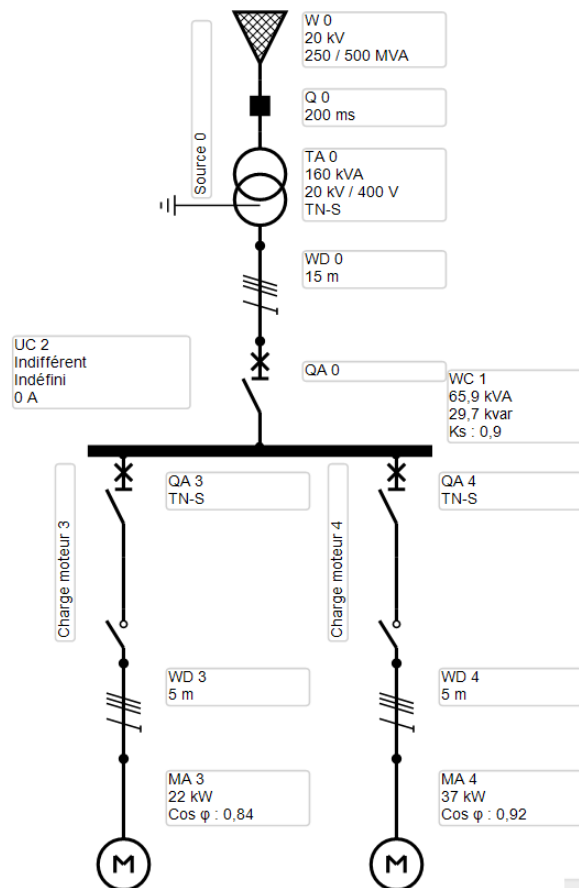 W 0
20 kV
250 / 500 MVA
Q 0
200 ms
Source 0
TA 0
160 kVA
20 kV / 400 V
TN-S
WD 0
15 m
UC 2
Indifférent
Indéfini
0 A
QA 0
WC 1
65,9 kVA
29,7 kvar
Ks : 0,9
QA 3
TN-S
QA 4
TN-S
Charge moteur 3
Charge moteur 4
WD 3
5 m
WD 4
5 m
MA 3
22 kW
Cos φ : 0,84
MA 4
37 kW
Cos φ : 0,92
M
M